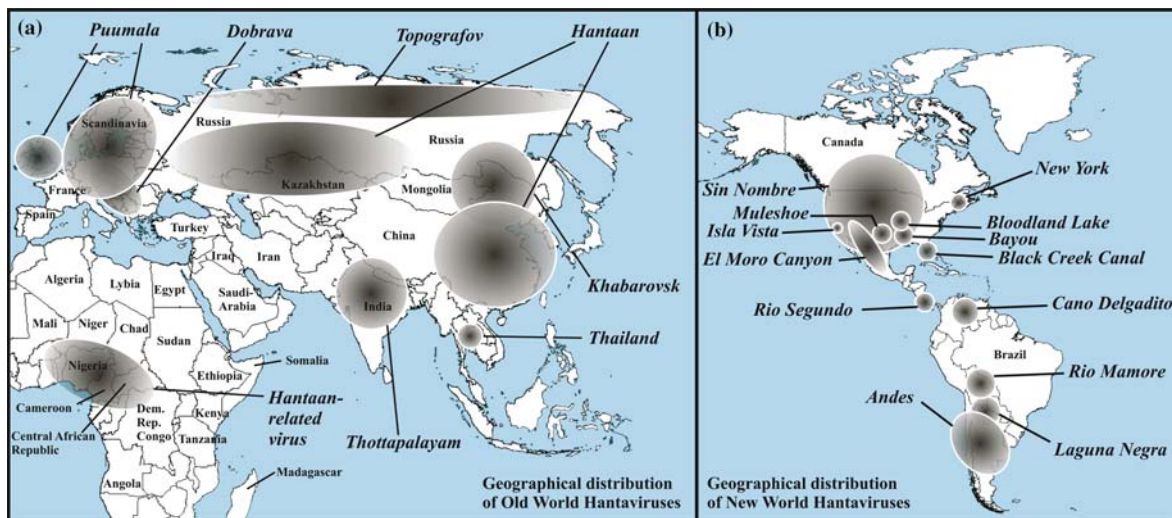 (a)
Puumala
Dobrava
Topografov
Hantaan
Scandinavia
Russia
Russia
France
Kazakhstan
Mongolia
Spain
Turkey
China
Iraq
Iran
Khabarovsk
Algeria
Lybia
Egypt
Saudi-
Arabia
India
Mali
Niger
Chad
Sudan
Thailand
Nigeria
Somalia
Ethiopia
Cameroon
Hantaan-
related
virus
Central African
Republic
Dem.
Rep.
Congo
Kenya
Tanzania
Thottapalayam
Angola
Madagascar
Geographical distribution
of Old World Hantaviruses
(b)
Canada
New York
Sin Nombre
Muleshoe
Isla Vista
Bloodland Lake
Bayou
El Moro Canyon
Black Creek Canal
Rio Segundo
Cano Delgadito
Brazil
Rio Mamore
Andes
Laguna Negra
Geographical distribution
of New World Hantaviruses